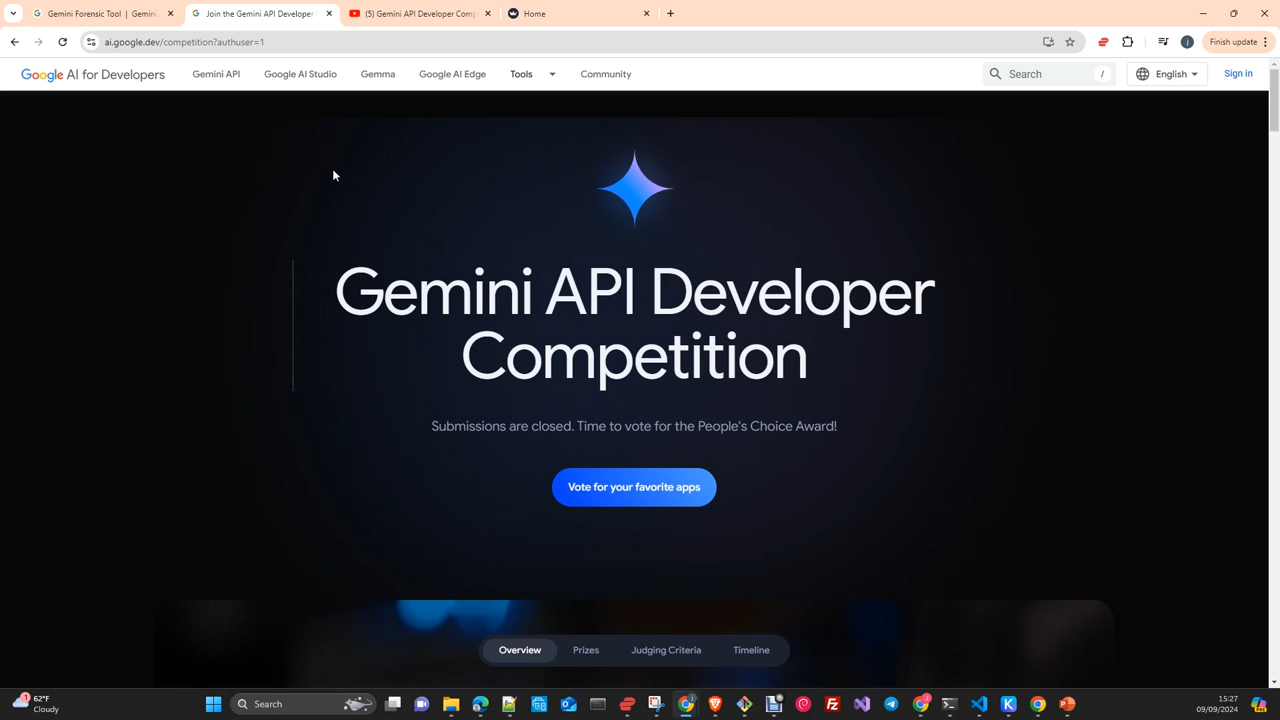 Gemini Forensic Tool | Gemini
Join the Gemini API Developer
(5) Gemini API Developer Comp
Home
ai.google.dev/competition?authuser=1
Finish update
Google AI for Developers
Gemini API
Google AI Studio
Gemma
Google AI Edge
Tools
Community
Search
/
English
Sign in
Gemini API Developer
Competition
Submissions are closed. Time to vote for the People's Choice Award!
Vote for your favorite apps
Overview
Prizes
Judging Criteria
Timeline
1
62°F
Cloudy
Search
15:27
09/09/2024